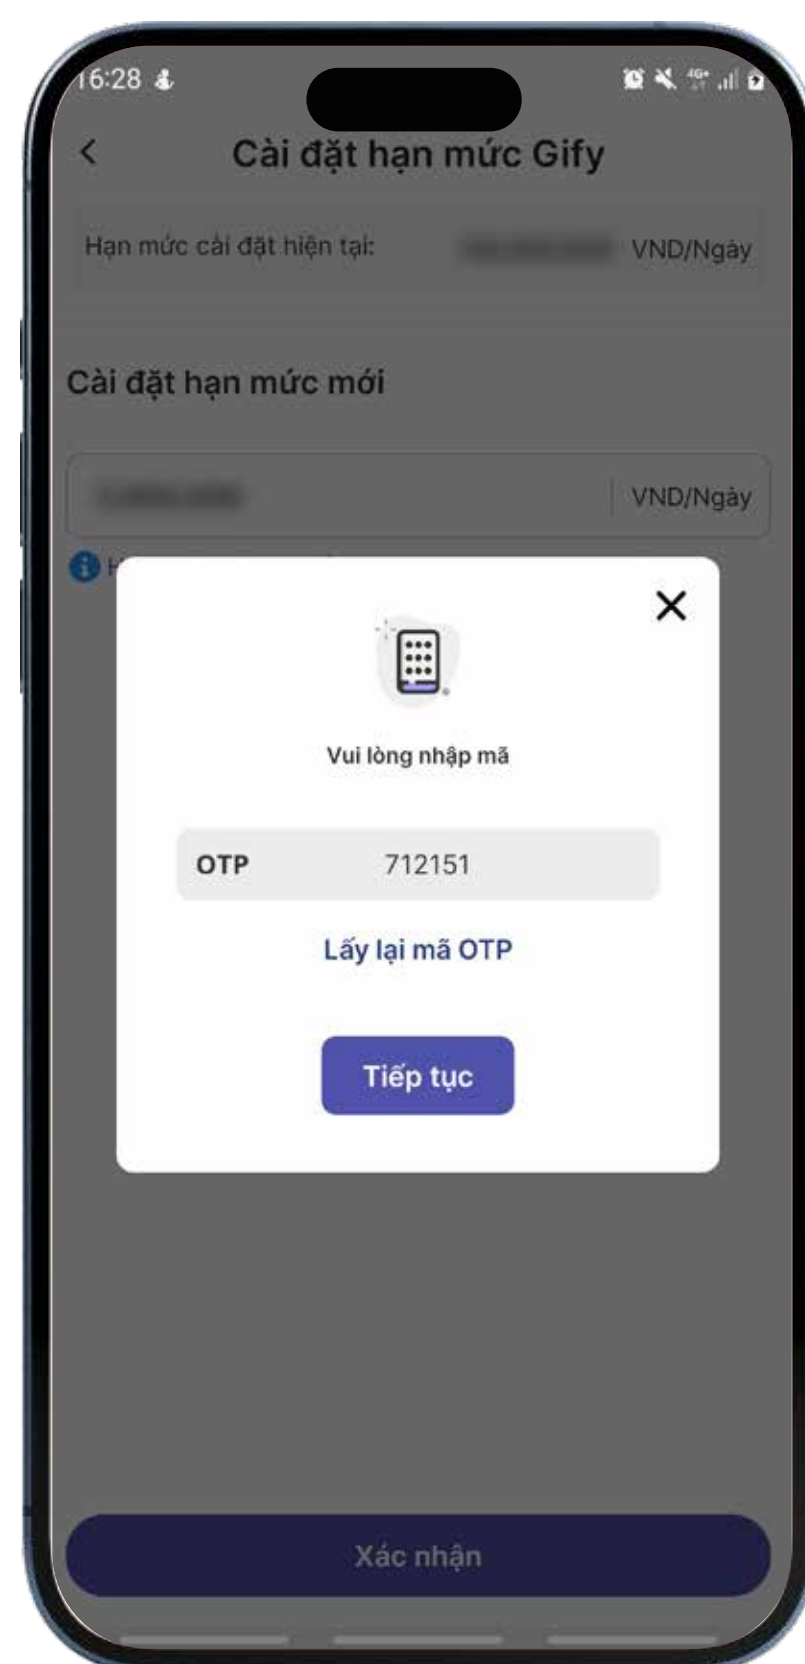 16:28
4G+
Cài đặt hạn mức Gify
Hạn mức cài đặt hiện tại: VND/Ngày
Cài đặt hạn mức mới
VND/Ngày
Vui lòng nhập mã
OTP 712151
Lấy lại mã OTP
Tiếp tục
Xác nhận